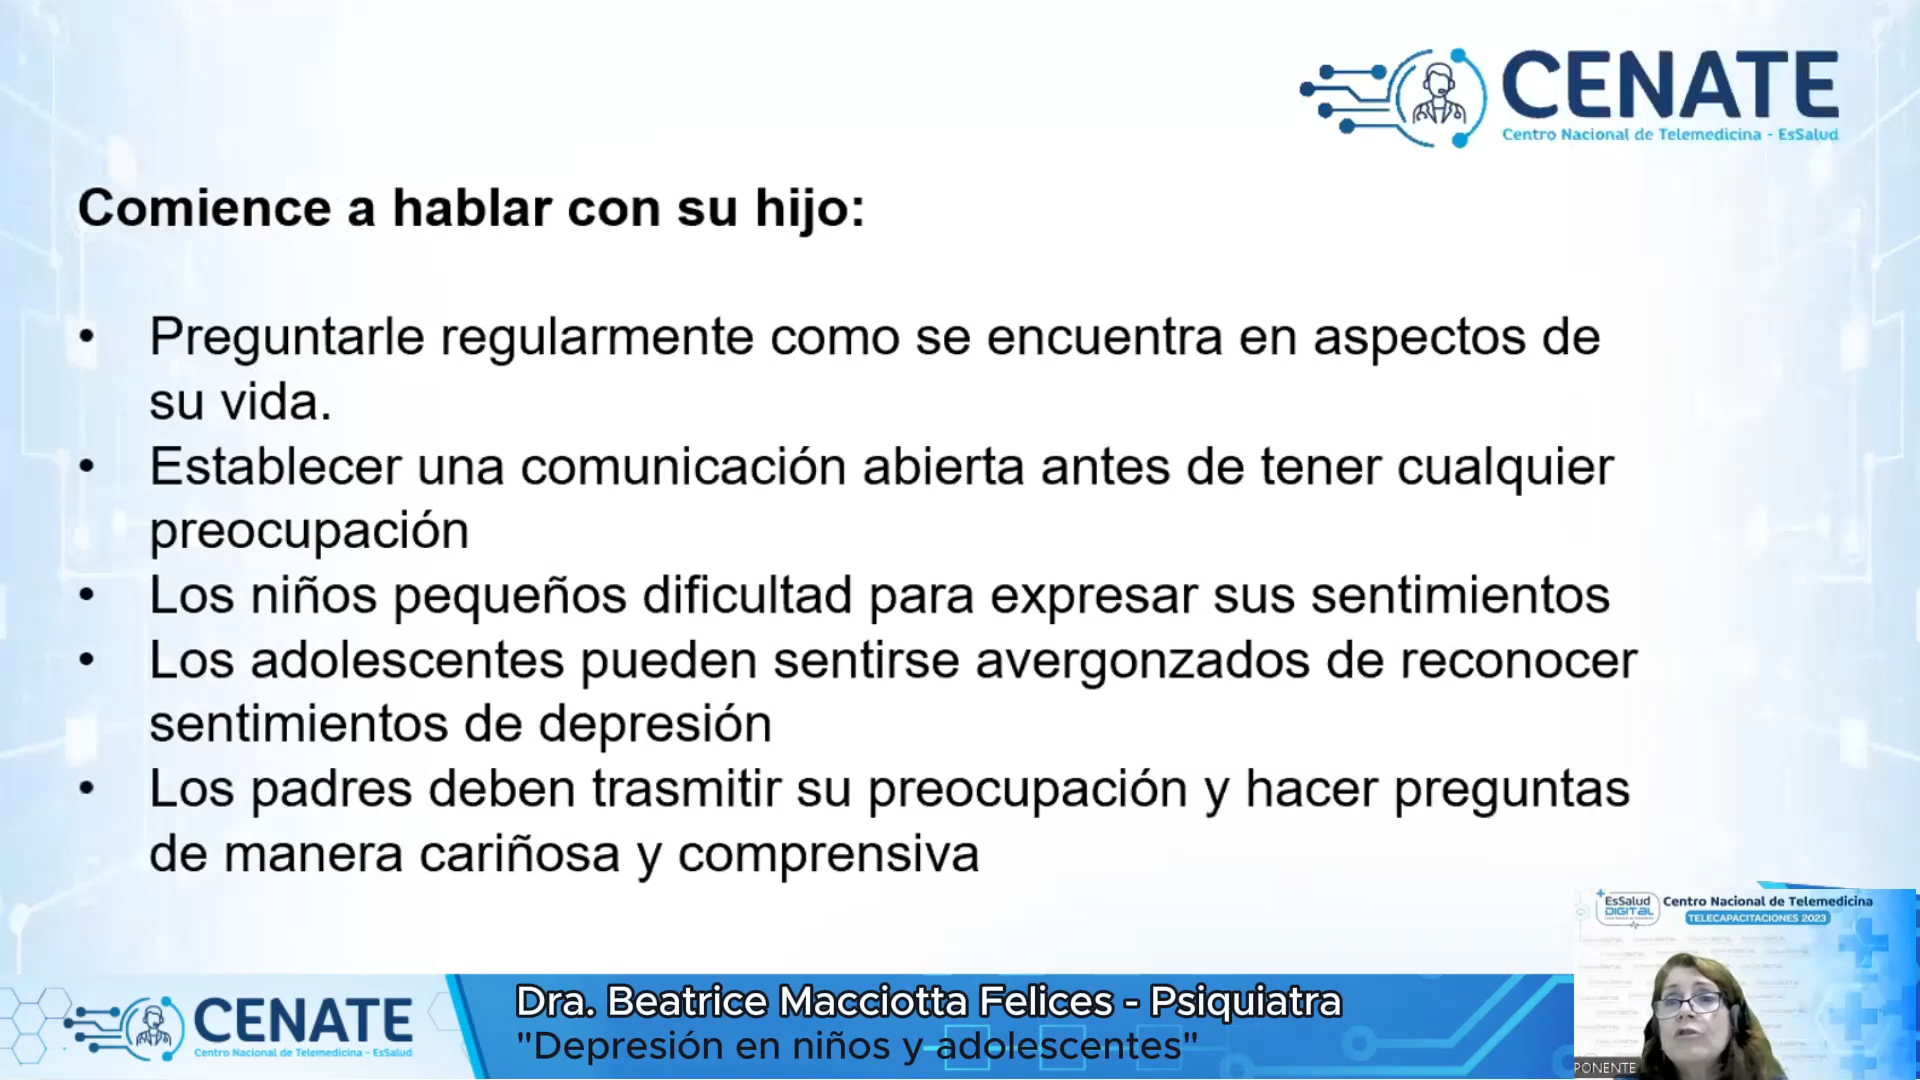 CENATE
Centro Nacional de Telemedicina - EsSalud
Comience a hablar con su hijo:
• Preguntarle regularmente como se encuentra en aspectos de
su vida.
• Establecer una comunicación abierta antes de tener cualquier
preocupación
• Los niños pequeños dificultad para expresar sus sentimientos
• Los adolescentes pueden sentirse avergonzados de reconocer
sentimientos de depresión
• Los padres deben trasmitir su preocupación y hacer preguntas
de manera cariñosa y comprensiva
EsSalud
DIGITAL
Centro Nacional de Telemedicina
TELECAPACITACIONES 2023
PONENTE
CENATE
Centro Nacional de Telemedicina - EsSalud
Dra. Beatrice Macciotta Felices - Psiquiatra
"Depresión en niños y adolescentes"